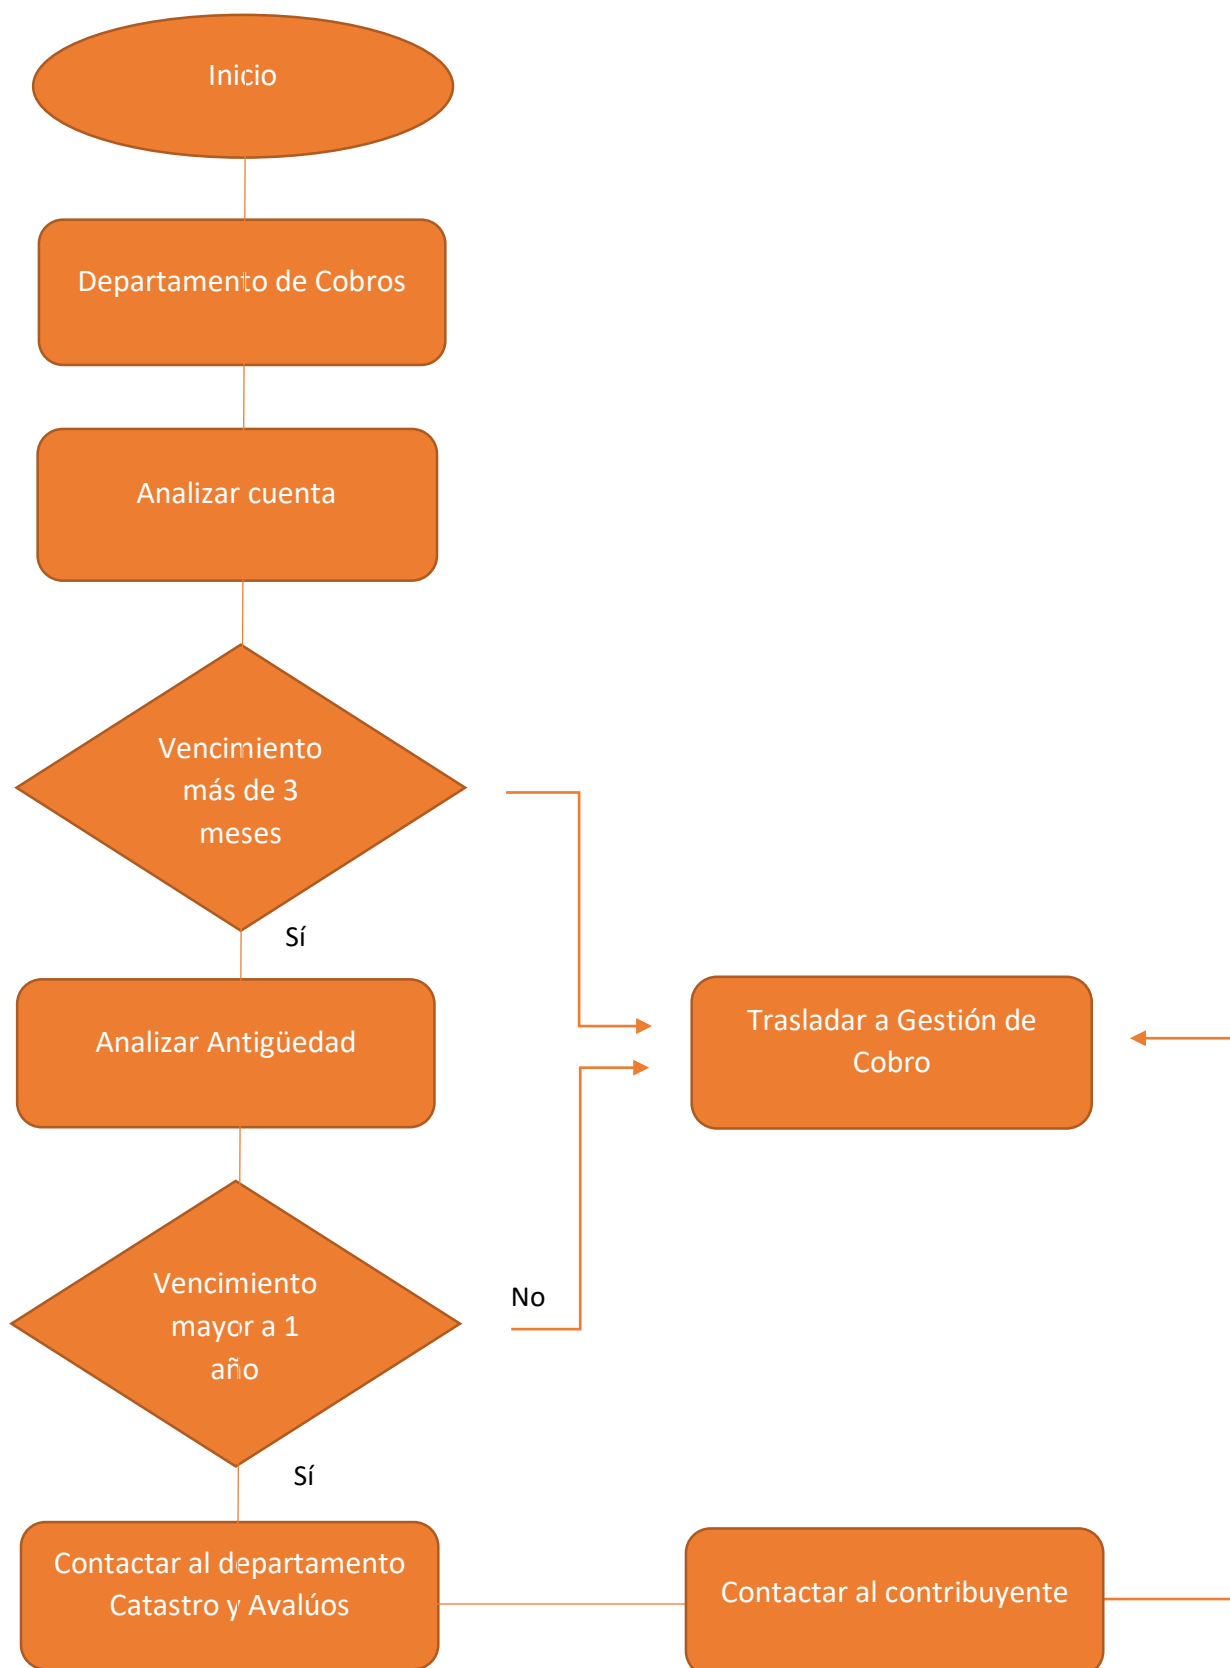 Inicio
Departamento de Cobros
Analizar cuenta
Vencimiento
más de 3
meses
Sí
Analizar Antigüedad
Trasladar a Gestión de
Cobro
Vencimiento
mayor a 1
año
No
Sí
Contactar al departamento
Catastro y Avalúos
Contactar al contribuyente